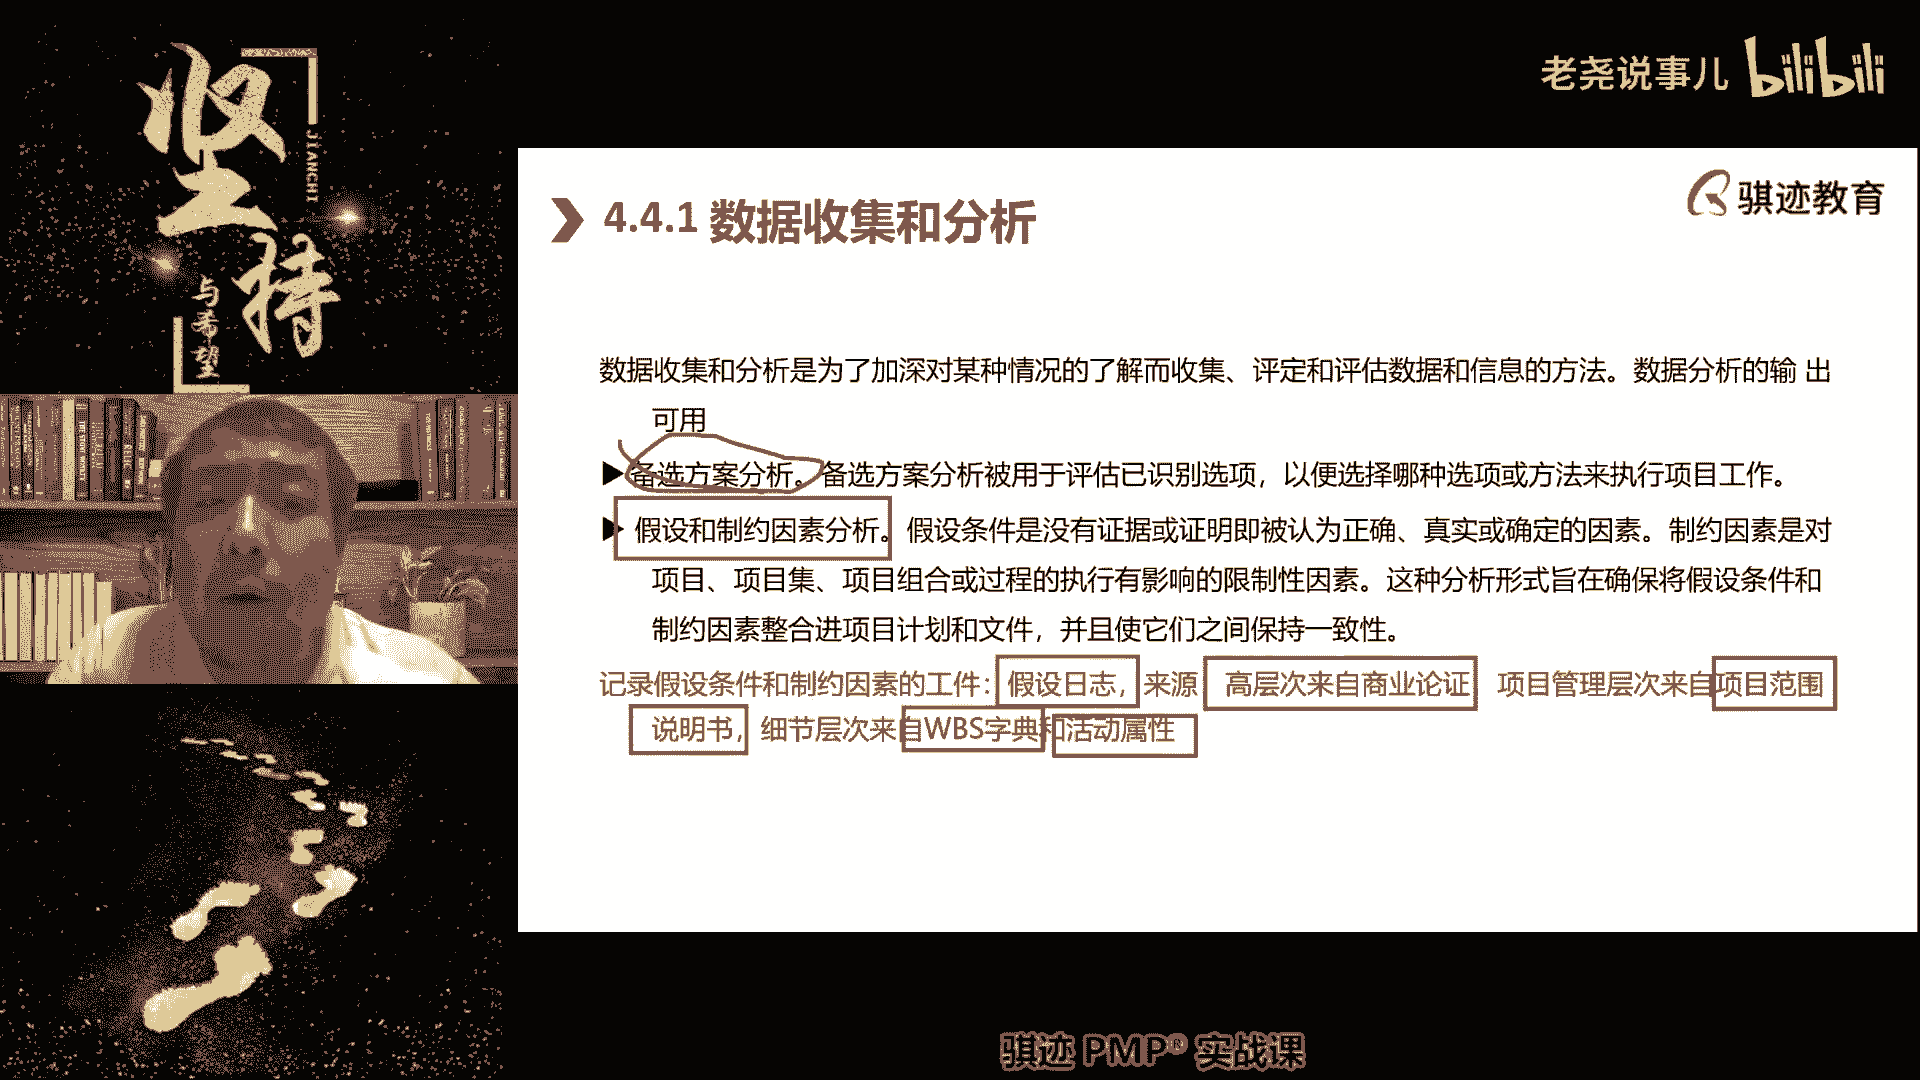 坚持
JIANCHI
与希望
老尧说事儿 bilibili
骐迹教育
4.4.1 数据收集和分析
数据收集和分析是为了加深对某种情况的了解而收集、评定和评估数据和信息的方法。数据分析的输 出
可用
备选方案分析。备选方案分析被用于评估已识别选项，以便选择哪种选项或方法来执行项目工作。
假设和制约因素分析。假设条件是没有证据或证明即被认为正确、真实或确定的因素。制约因素是对
项目、项目集、项目组合或过程的执行有影响的限制性因素。这种分析形式旨在确保将假设条件和
制约因素整合进项目计划和文件，并且使它们之间保持一致性。
记录假设条件和制约因素的工件：假设日志，来源 高层次来自商业论证 项目管理层次来自项目范围
说明书，细节层次来自WBS字典和活动属性
骐迹 PMP® 实战课